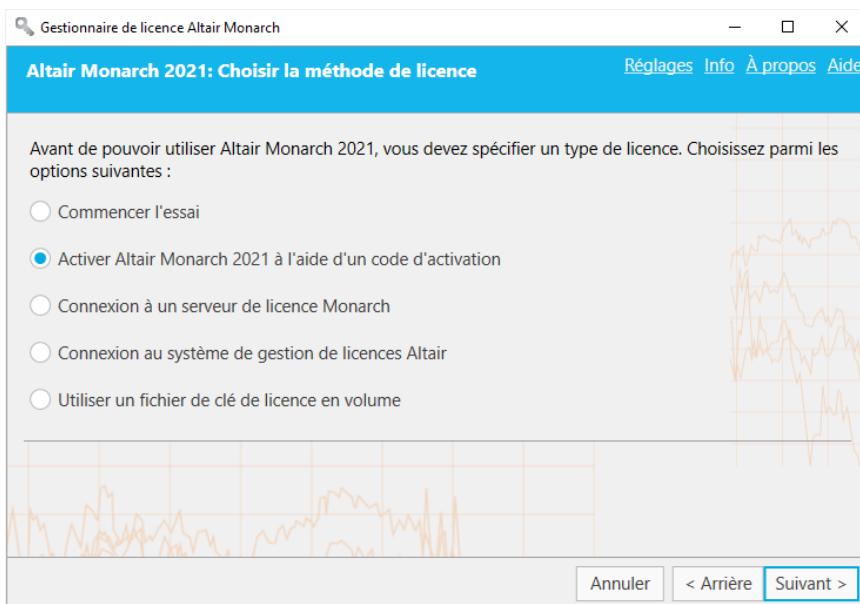 Gestionnaire de licence Altair Monarch
Altair Monarch 2021: Choisir la méthode de licence
Réglages Info À propos Aide
Avant de pouvoir utiliser Altair Monarch 2021, vous devez spécifier un type de licence. Choisissez parmi les
options suivantes :
Commencer l'essai
Activer Altair Monarch 2021 à l'aide d'un code d'activation
Connexion à un serveur de licence Monarch
Connexion au système de gestion de licences Altair
Utiliser un fichier de clé de licence en volume
Annuler < Arrière Suivant >